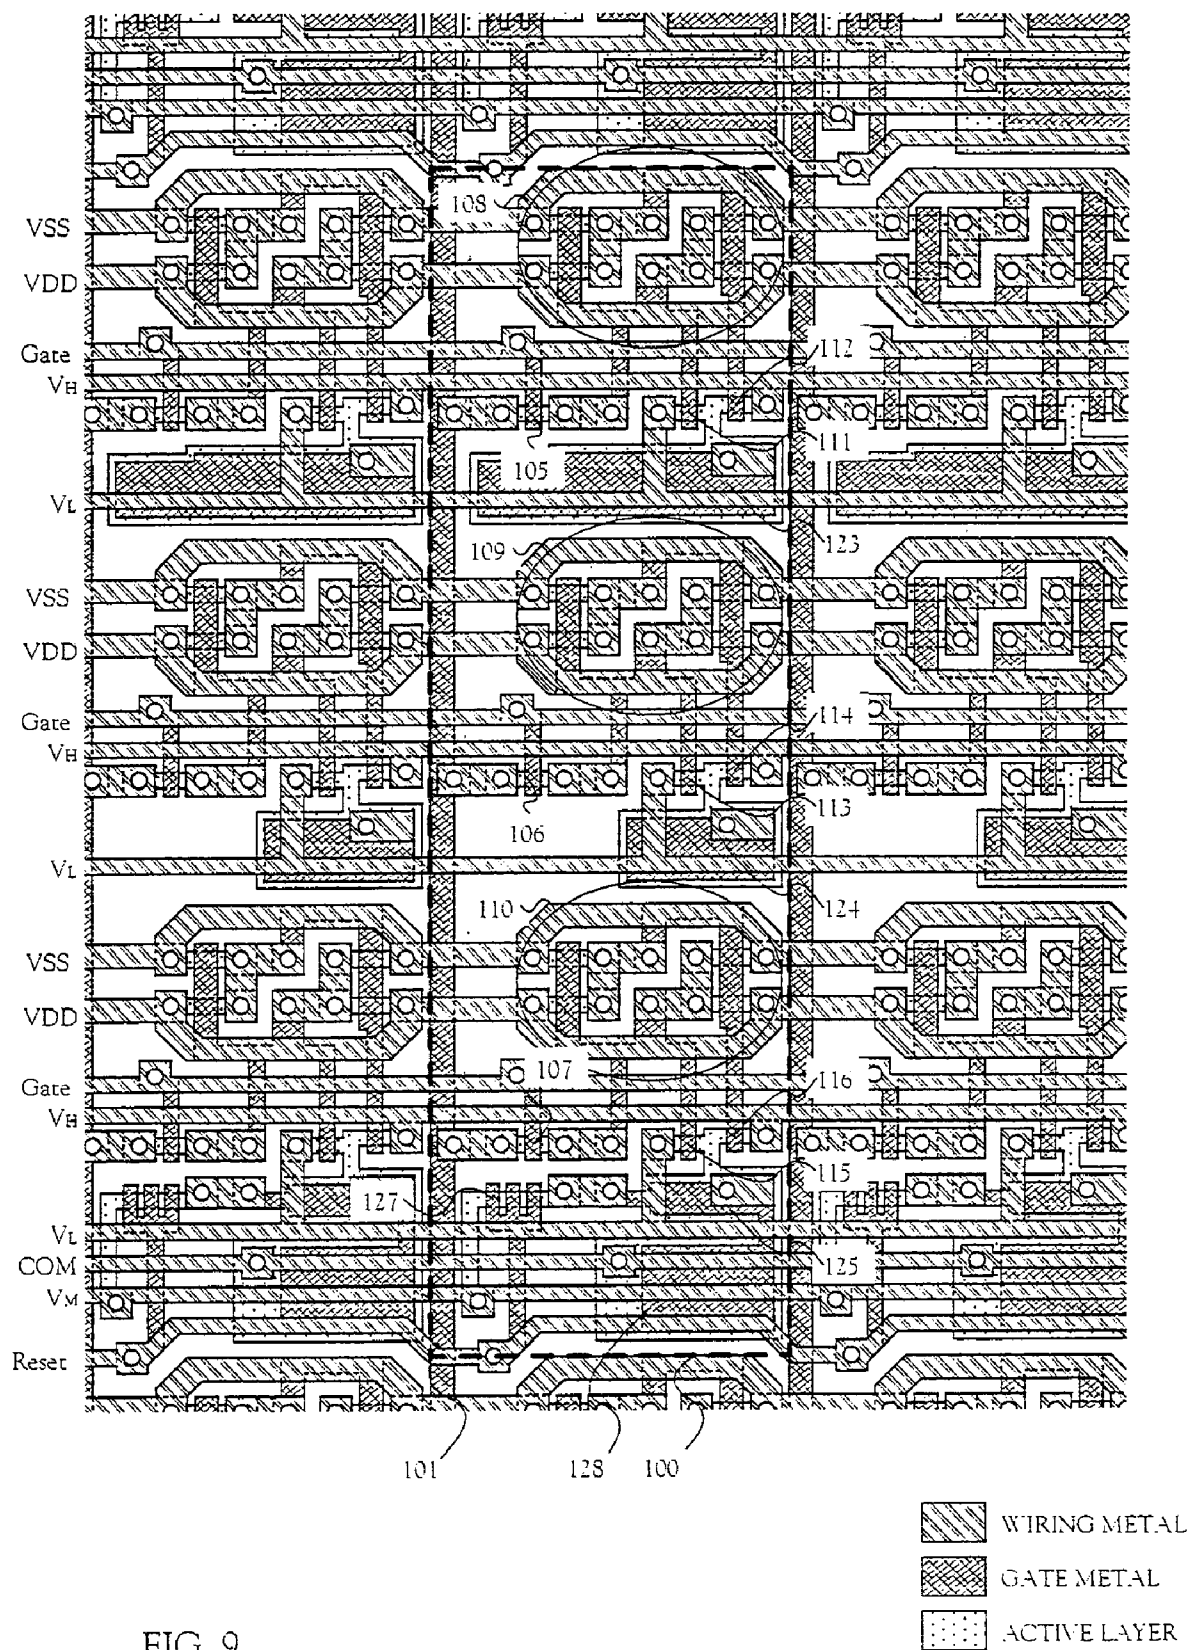 108
VSS
VDD
Gate
112
VH
111
105
VL
123
109
VSS
VDD
Gate
114
VH
113
106
VL
124
110
VSS
VDD
107
116
Gate
VH
115
127
VL
COM
125
VM
Reset
101
128
100
WIRING METAL
GATE METAL
ACTIVE LAYER
FIG. 9